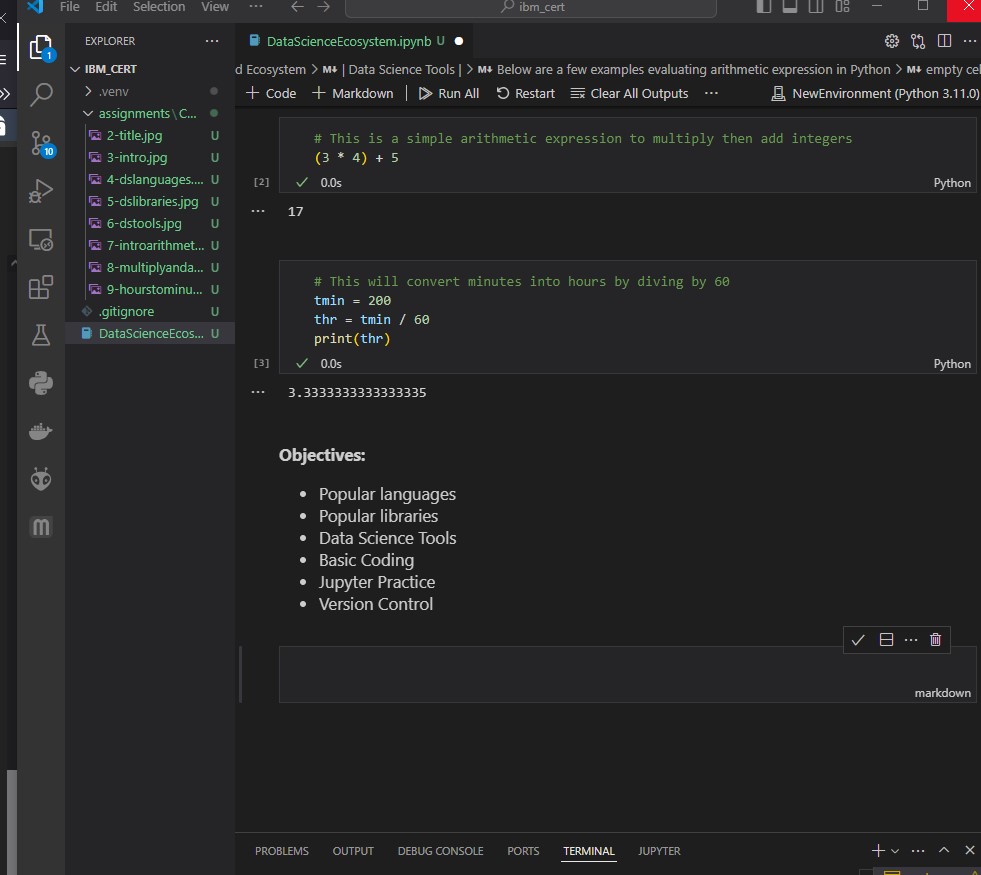 File Edit Selection View ··· ibm_cert
EXPLORER ···
IBM_CERT
.venv
assignments\C...
2-title.jpg U
3-intro.jpg U
4-dslanguages.... U
5-dslibraries.jpg U
6-dstools.jpg U
7-introarithmet... U
8-multiplyanda... U
9-hourstominu... U
.gitignore U
DataScienceEcos... U
1
10
DataScienceEcosystem.ipynb U
d Ecosystem > M↓ | Data Science Tools | > M↓ Below are a few examples evaluating arithmetic expression in Python > M↓ empty cel
+ Code + Markdown Run All Restart Clear All Outputs ··· NewEnvironment (Python 3.11.0)
# This is a simple arithmetic expression to multiply then add integers
(3 * 4) + 5
[2] 0.0s Python
··· 17
# This will convert minutes into hours by diving by 60
tmin = 200
thr = tmin / 60
print(thr)
[3] 0.0s Python
··· 3.3333333333333335
Objectives:
• Popular languages
• Popular libraries
• Data Science Tools
• Basic Coding
• Jupyter Practice
• Version Control
markdown
PROBLEMS OUTPUT DEBUG CONSOLE PORTS TERMINAL JUPYTER